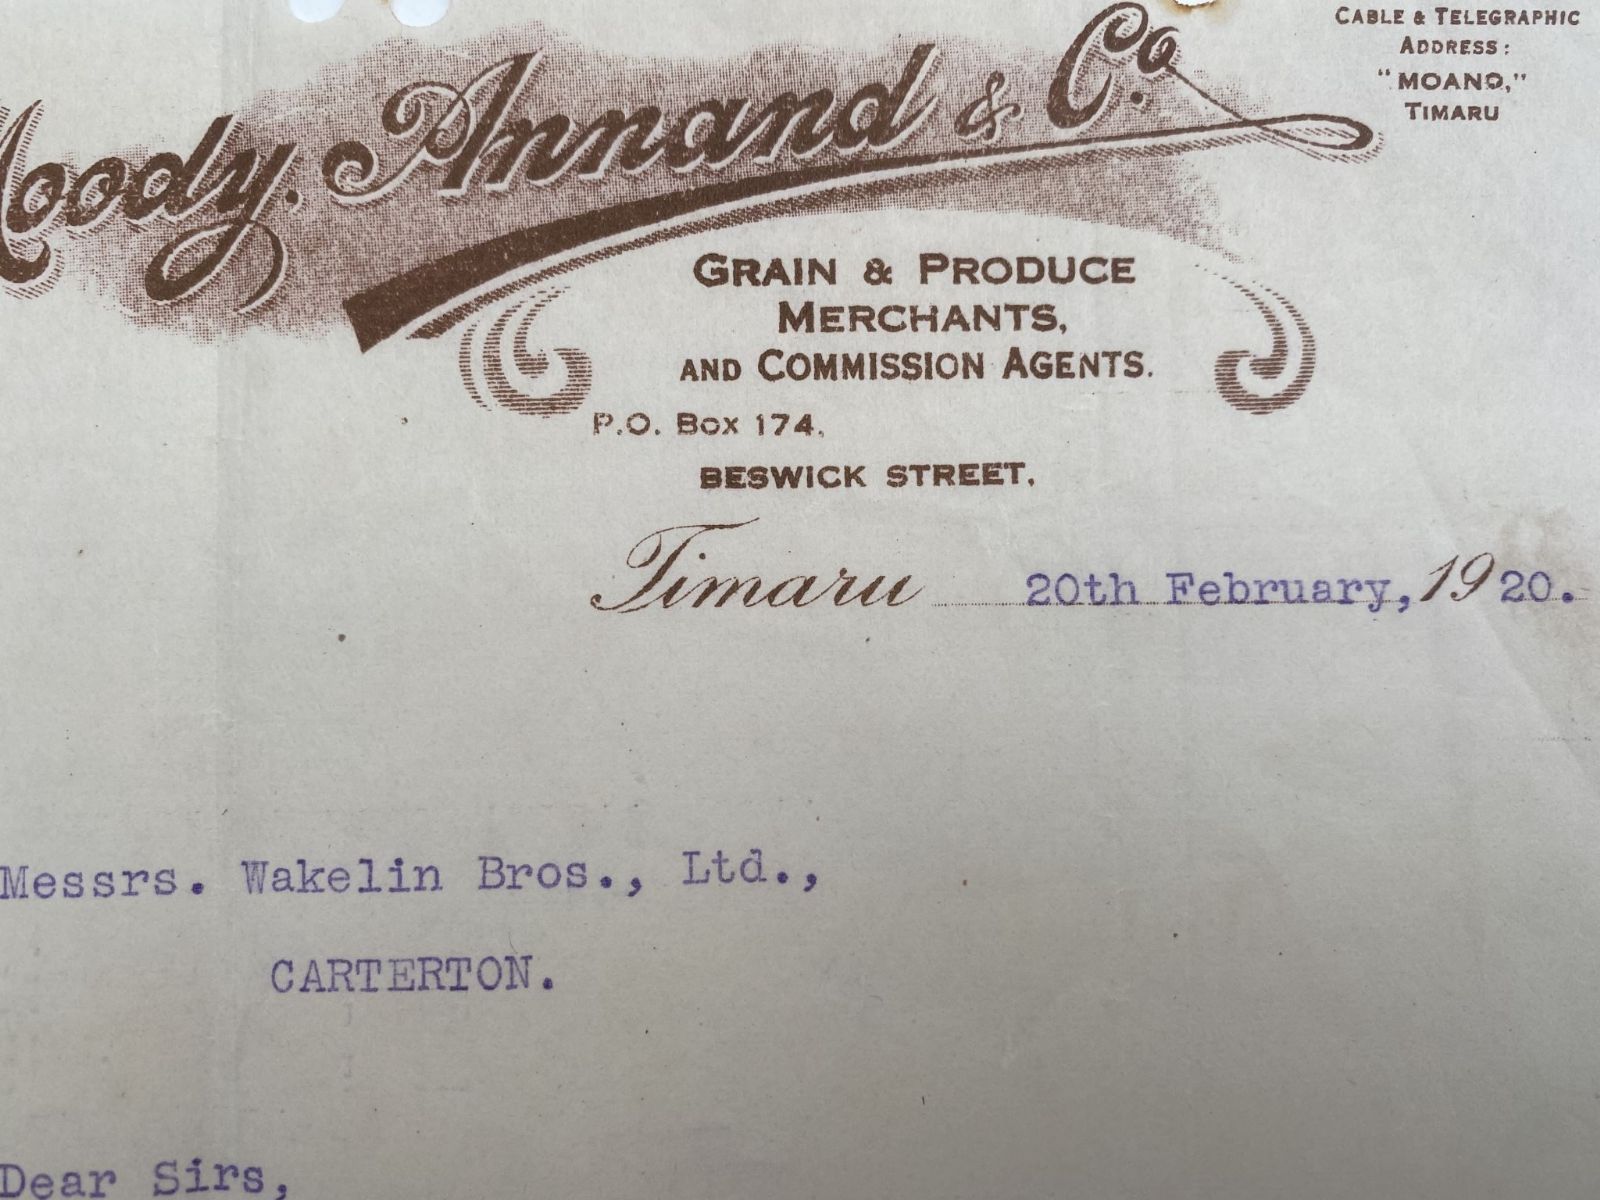 Moody, Annand & Co.
CABLE & TELEGRAPHIC
ADDRESS:
"MOANO,"
TIMARU
GRAIN & PRODUCE
MERCHANTS,
AND COMMISSION AGENTS.
P.O. BOX 174,
BESWICK STREET,
Timaru 20th February, 1920.
Messrs. Wakelin Bros., Ltd.,
CARTERTON.
Dear Sirs,